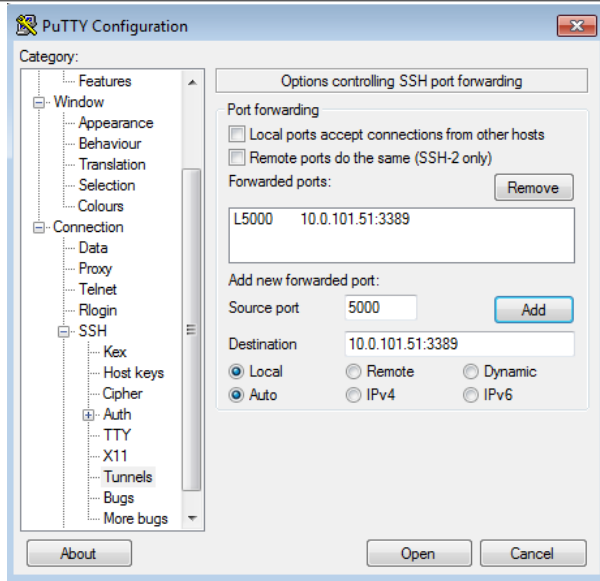 PuTTY Configuration
Category:
Features
Window
Appearance
Behaviour
Translation
Selection
Colours
Connection
Data
Proxy
Telnet
Rlogin
SSH
Kex
Host keys
Cipher
Auth
TTY
X11
Tunnels
Bugs
More bugs
Options controlling SSH port forwarding
Port forwarding
Local ports accept connections from other hosts
Remote ports do the same (SSH-2 only)
Forwarded ports:
Remove
L5000 10.0.101.51:3389
Add new forwarded port:
Source port 5000 Add
Destination 10.0.101.51:3389
Local Remote Dynamic
Auto IPv4 IPv6
About Open Cancel